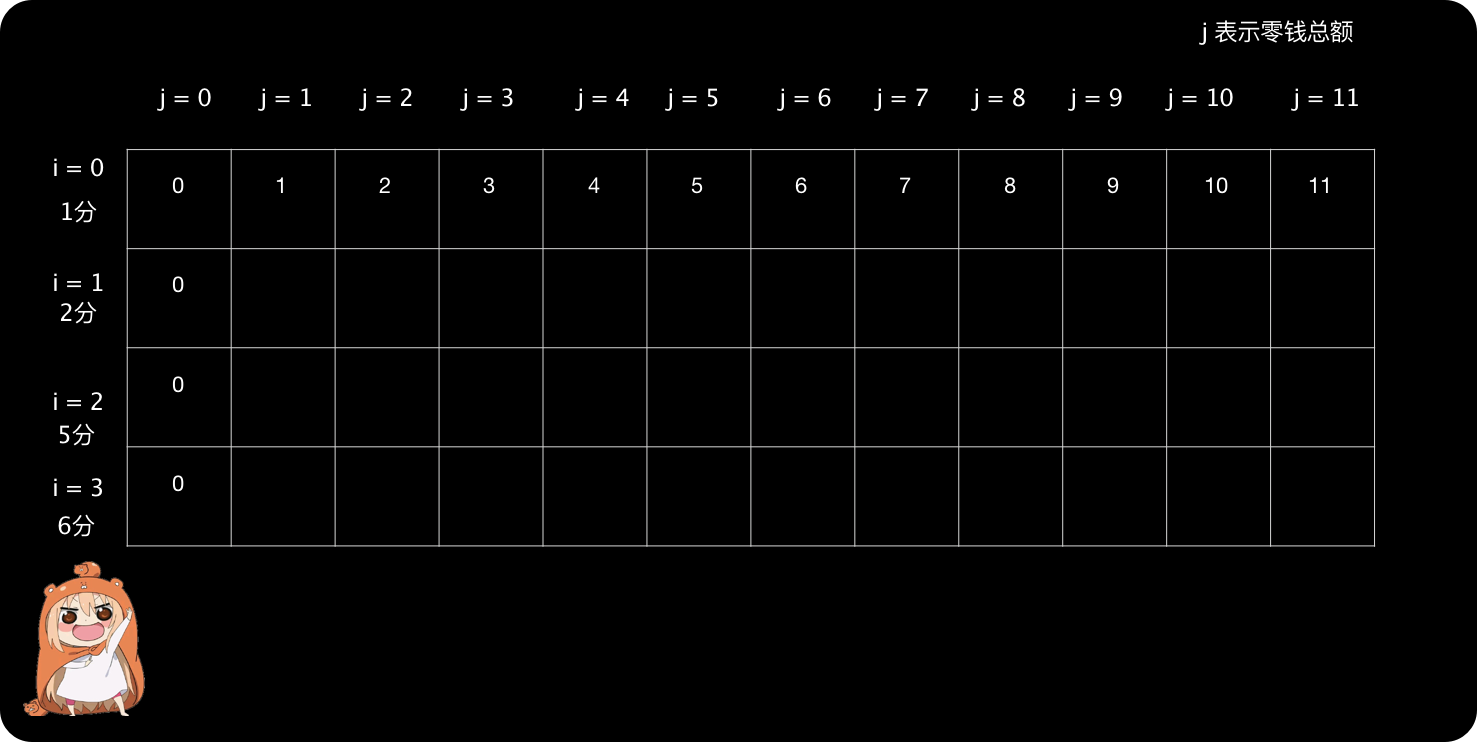 j 表示零钱总额
j = 0 j = 1 j = 2 j = 3 j = 4 j = 5 j = 6 j = 7 j = 8 j = 9 j = 10 j = 11
i = 0
1分
0 1 2 3 4 5 6 7 8 9 10 11
i = 1
2分
0
i = 2
5分
0
i = 3
6分
0